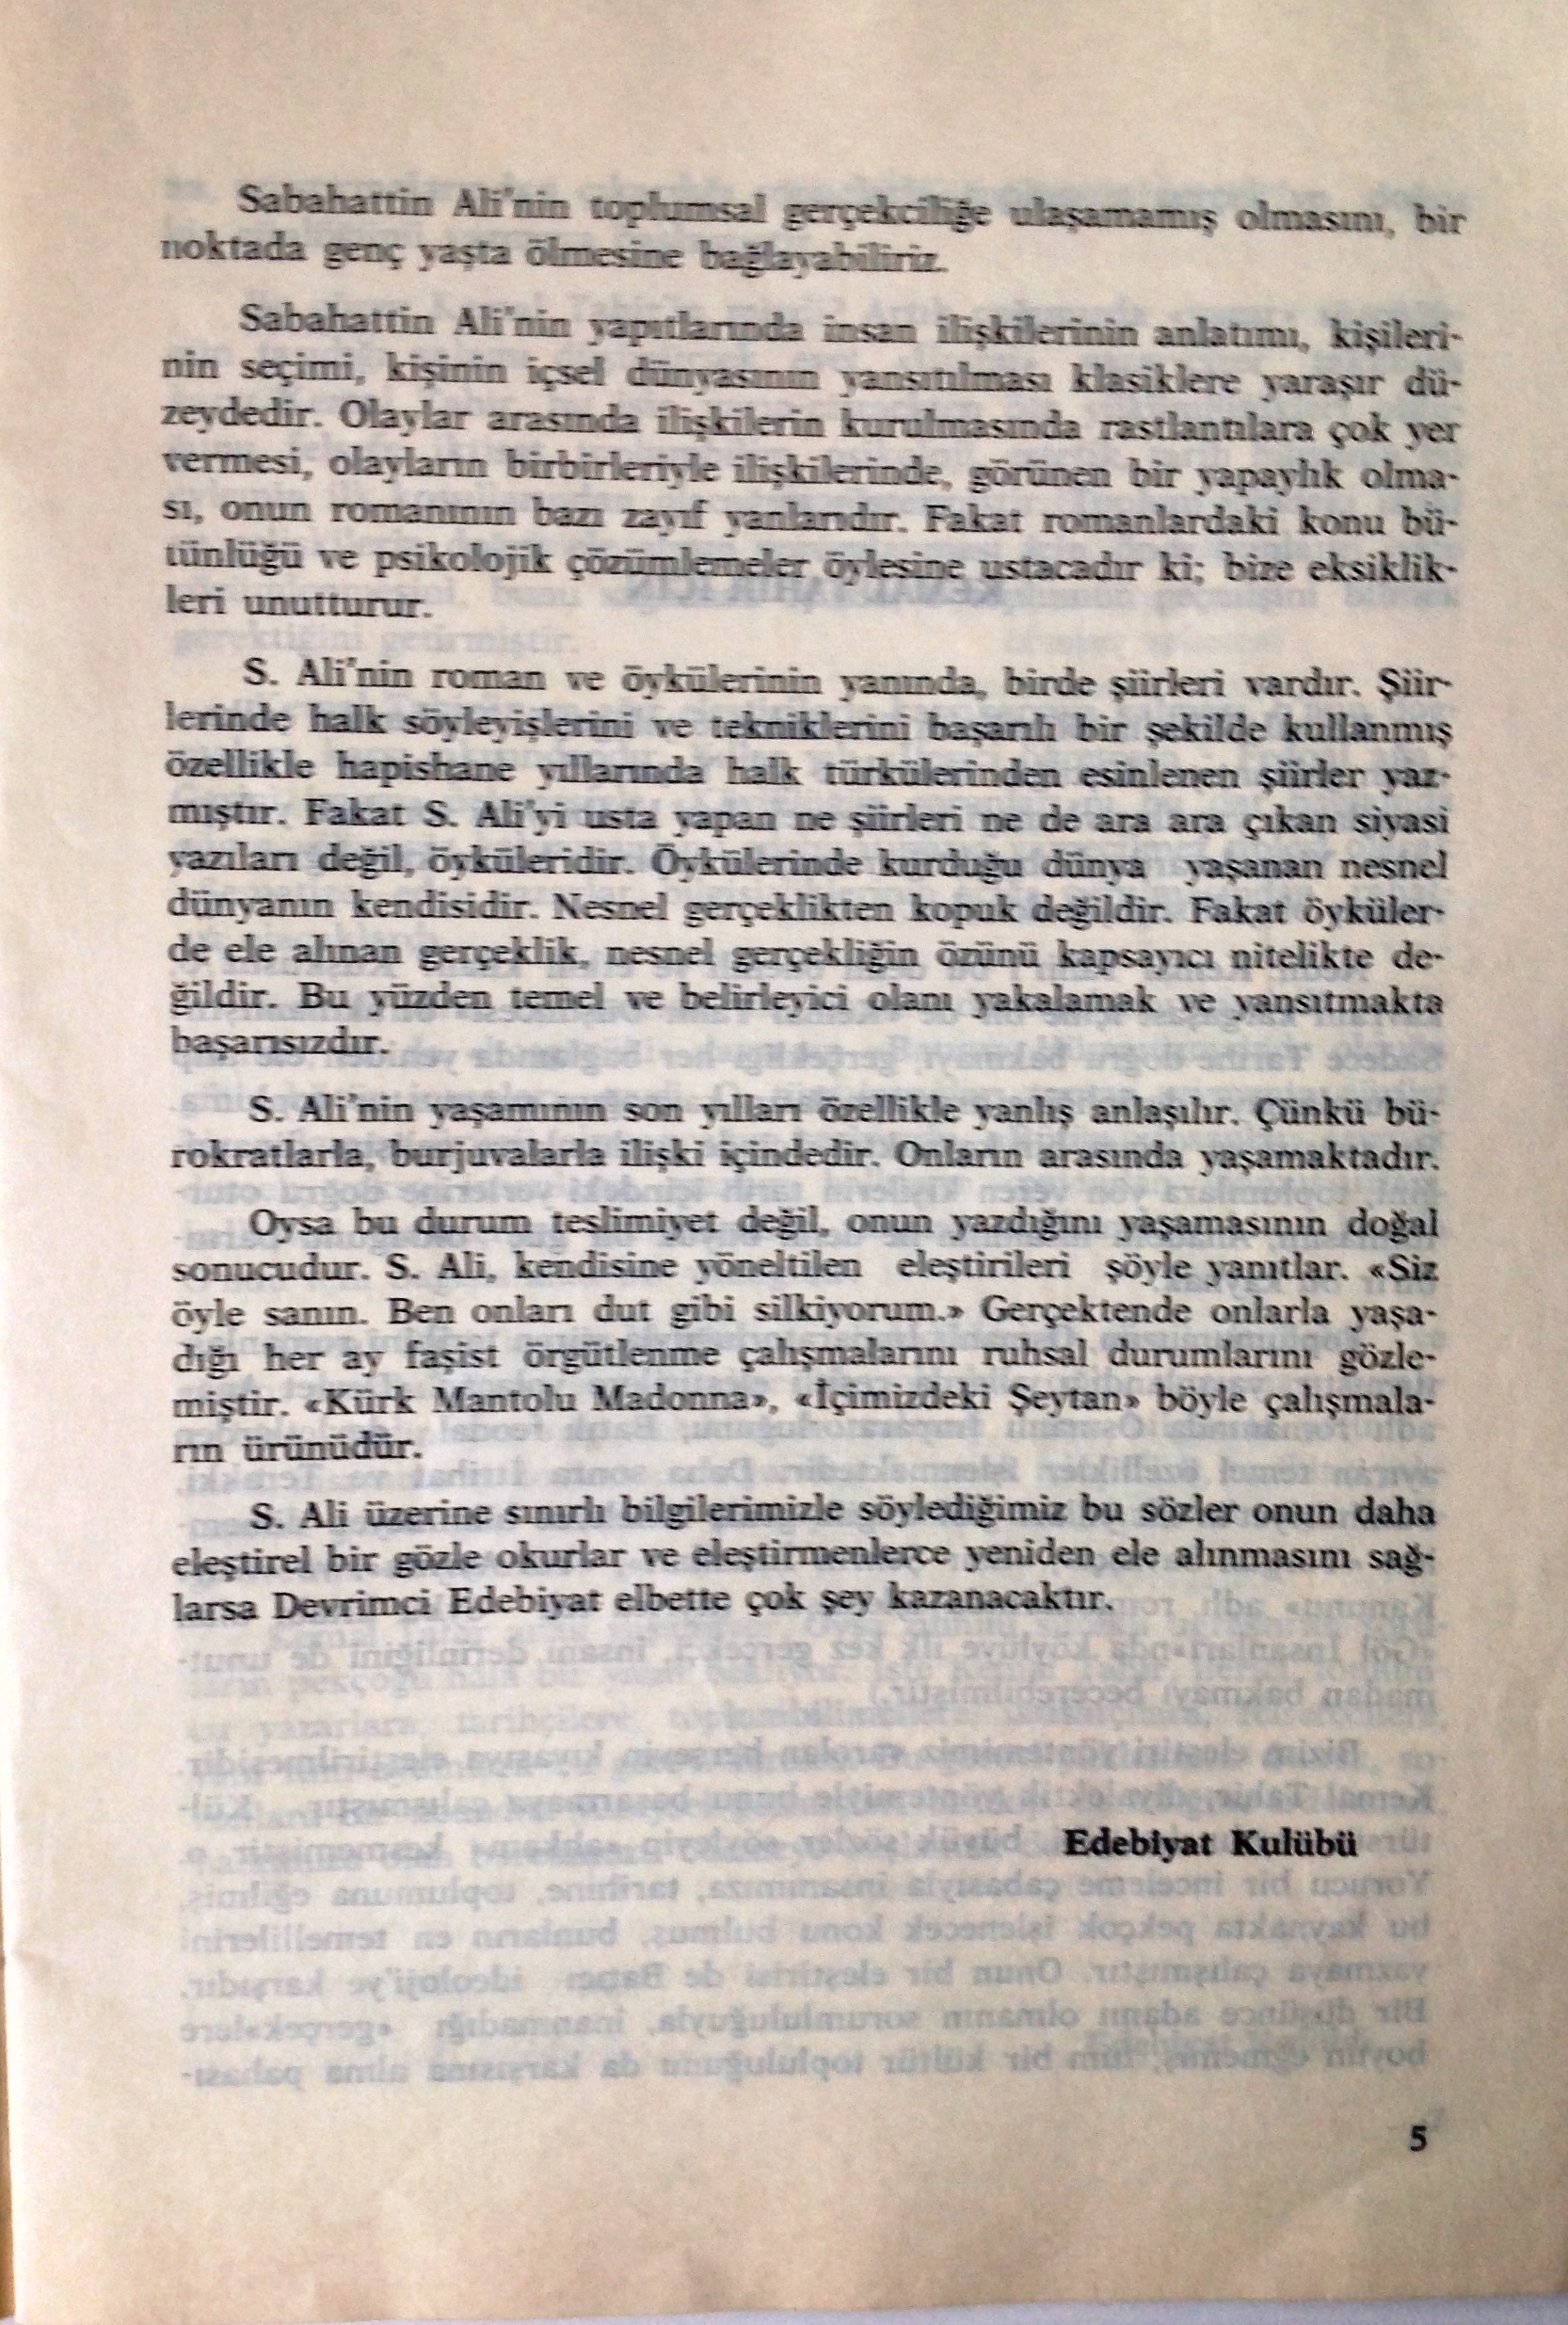 Sabahattin Ali'nin toplumsal gerçekciliğe ulaşamamış olmasını, bir
noktada genç yaşta ölmesine bağlayabiliriz.
Sabahattin Ali'nin yapıtlarında insan ilişkilerinin anlatımı, kişileri-
nin seçimi, kişinin içsel dünyasının yansıtılması klasiklere yaraşır dü-
zeydedir. Olaylar arasında ilişkilerin kurulmasında rastlantılara çok yer
vermesi, olayların birbirleriyle ilişkilerinde, görünen bir yapaylık olma-
sı, onun romanının bazı zayıf yanlarıdır. Fakat romanlardaki konu bü-
tünlüğü ve psikolojik çözümlemeler öylesine ustacadır ki; bize eksiklik-
leri unutturur.
S. Ali'nin roman ve öykülerinin yanında, birde şiirleri vardır. Şiir-
lerinde halk söyleyişlerini ve tekniklerini başarılı bir şekilde kullanmış
özellikle hapishane yıllarında halk türkülerinden esinlenen şiirler yaz-
mıştır. Fakat S. Ali'yi usta yapan ne şiirleri ne de ara ara çıkan siyasi
yazıları değil, öyküleridir. Öykülerinde kurduğu dünya yaşanan nesnel
dünyanın kendisidir. Nesnel gerçeklikten kopuk değildir. Fakat öyküler-
de ele alınan gerçeklik, nesnel gerçekliğin özünü kapsayıcı nitelikte de-
ğildir. Bu yüzden temel ve belirleyici olanı yakalamak ve yansıtmakta
başarısızdır.
S. Ali'nin yaşamının son yılları özellikle yanlış anlaşılır. Çünkü bü-
rokratlarla, burjuvalarla ilişki içindedir. Onların arasında yaşamaktadır.
Oysa bu durum teslimiyet değil, onun yazdığını yaşamasının doğal
sonucudur. S. Ali, kendisine yöneltilen eleştirileri şöyle yanıtlar. «Siz
öyle sanın. Ben onları dut gibi silkiyorum.» Gerçektende onlarla yaşa-
dığı her ay faşist örgütlenme çalışmalarını ruhsal durumlarını gözle-
miştir. «Kürk Mantolu Madonna», «İçimizdeki Şeytan» böyle çalışmala-
rın ürünüdür.
S. Ali üzerine sınırlı bilgilerimizle söylediğimiz bu sözler onun daha
eleştirel bir gözle okurlar ve eleştirmenlerce yeniden ele alınmasını sağ-
larsa Devrimci Edebiyat elbette çok şey kazanacaktır.
Edebiyat Kulübü
5